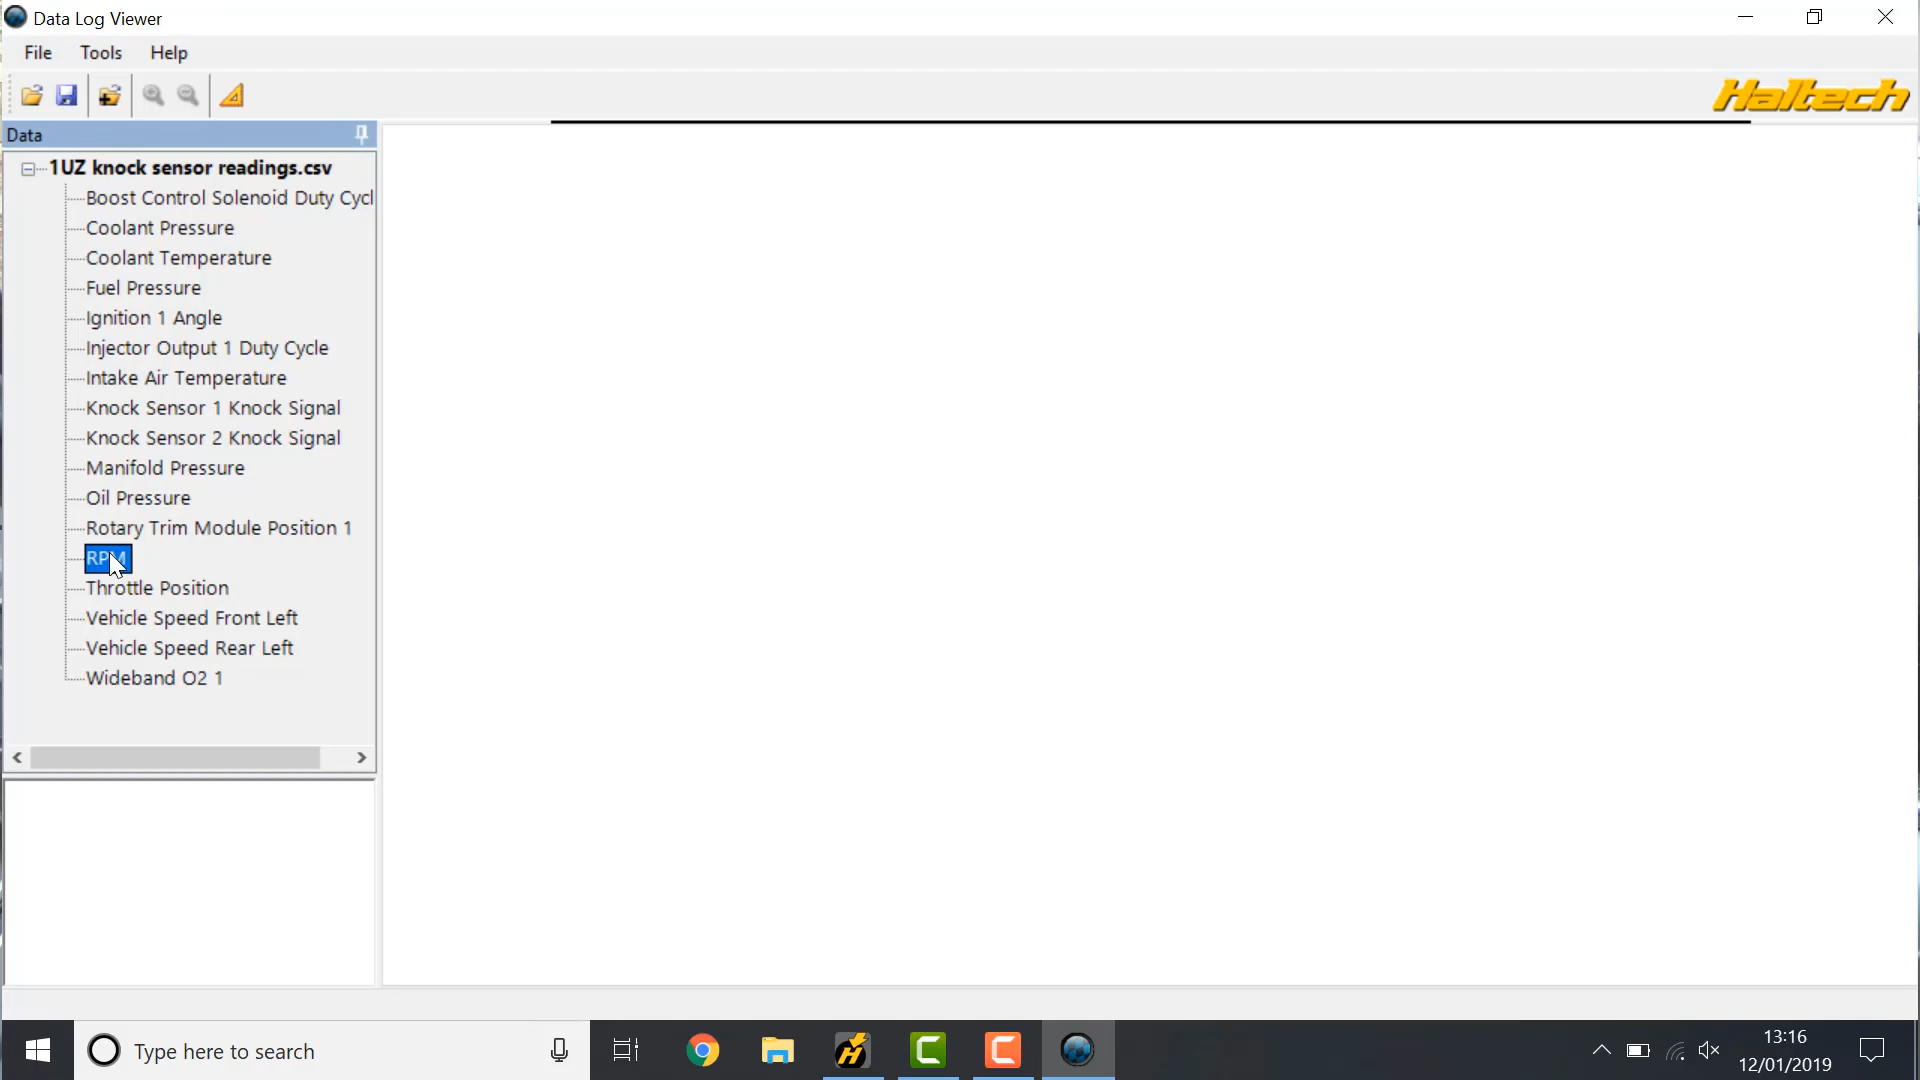 Data Log Viewer
File Tools Help
Haltech
Data
1UZ knock sensor readings.csv
Boost Control Solenoid Duty Cycl
Coolant Pressure
Coolant Temperature
Fuel Pressure
Ignition 1 Angle
Injector Output 1 Duty Cycle
Intake Air Temperature
Knock Sensor 1 Knock Signal
Knock Sensor 2 Knock Signal
Manifold Pressure
Oil Pressure
Rotary Trim Module Position 1
RPM
Throttle Position
Vehicle Speed Front Left
Vehicle Speed Rear Left
Wideband O2 1
Type here to search
13:16
12/01/2019